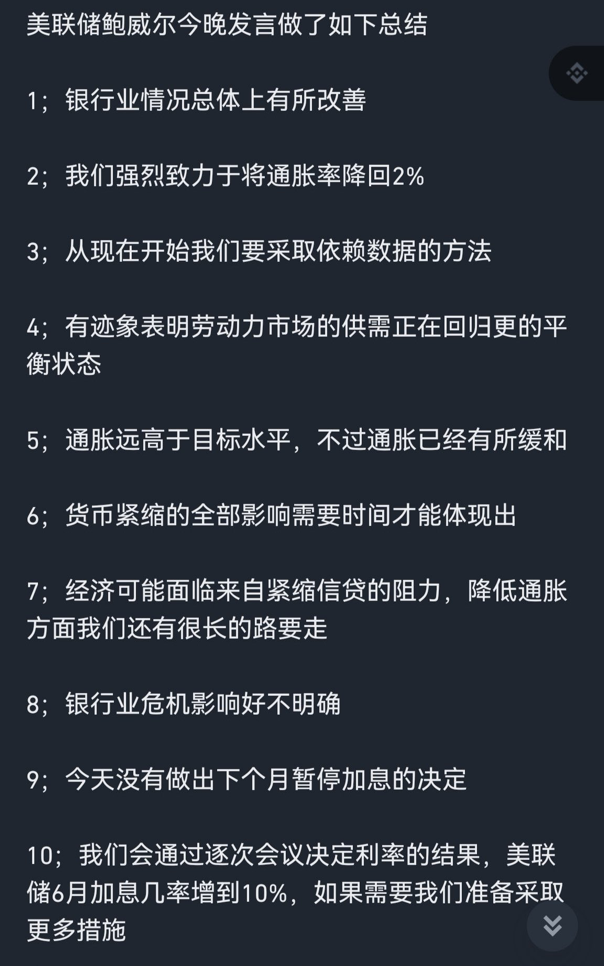 美联储鲍威尔今晚发言做了如下总结
1；银行业情况总体上有所改善
2；我们强烈致力于将通胀率降回2%
3；从现在开始我们要采取依赖数据的方法
4；有迹象表明劳动力市场的供需正在回归更的平
衡状态
5；通胀远高于目标水平，不过通胀已经有所缓和
6；货币紧缩的全部影响需要时间才能体现出
7；经济可能面临来自紧缩信贷的阻力，降低通胀
方面我们还有很长的路要走
8；银行业危机影响好不明确
9；今天没有做出下个月暂停加息的决定
10；我们会通过逐次会议决定利率的结果，美联
储6月加息几率增到10%，如果需要我们准备采取
更多措施